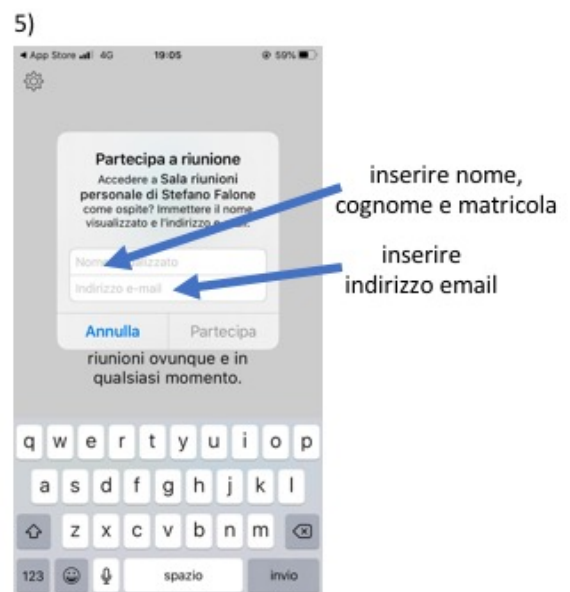 5)
App Store 4G 19:05 59%
Partecipa a riunione
Accedere a Sala riunioni
personale di Stefano Falone
come ospite? Immettere il nome
visualizzato e l'indirizzo e-mail.
Nome visualizzato
Indirizzo e-mail
Annulla Partecipa
riunioni ovunque e in
qualsiasi momento.
inserire nome,
cognome e matricola
inserire
indirizzo email
q w e r t y u i o p
a s d f g h j k l
z x c v b n m
123 spazio invio